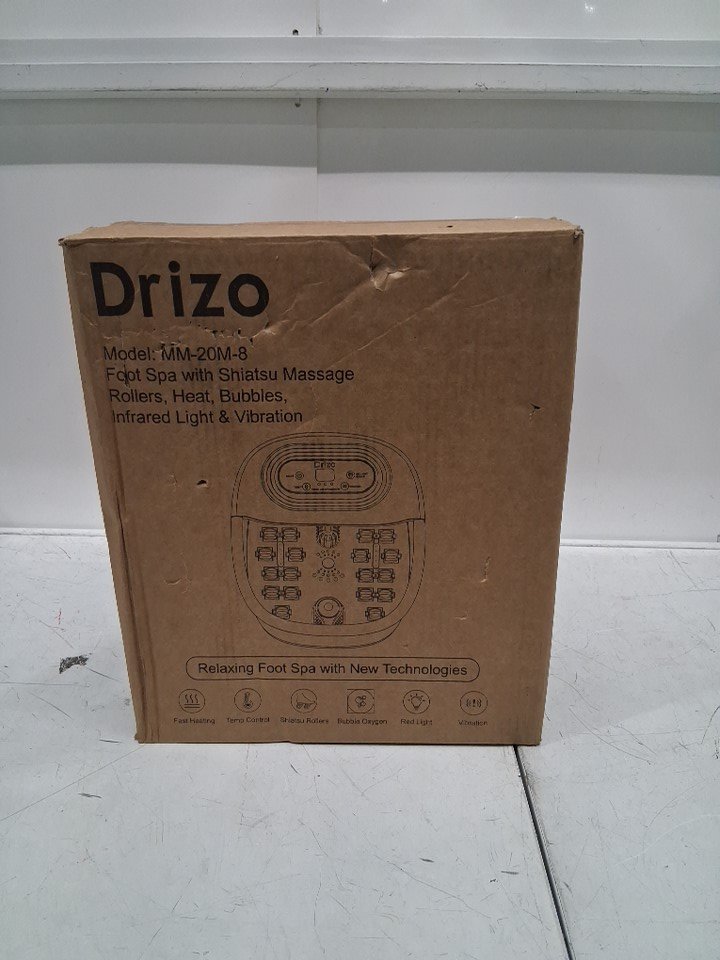 Drizo
Model: MM-20M-8
Foot Spa with Shiatsu Massage
Rollers, Heat, Bubbles,
Infrared Light & Vibration
Drizo
Relaxing Foot Spa with New Technologies
Fast Heating Temp Control Shiatsu Rollers Bubble Oxygen Red Light Vibration